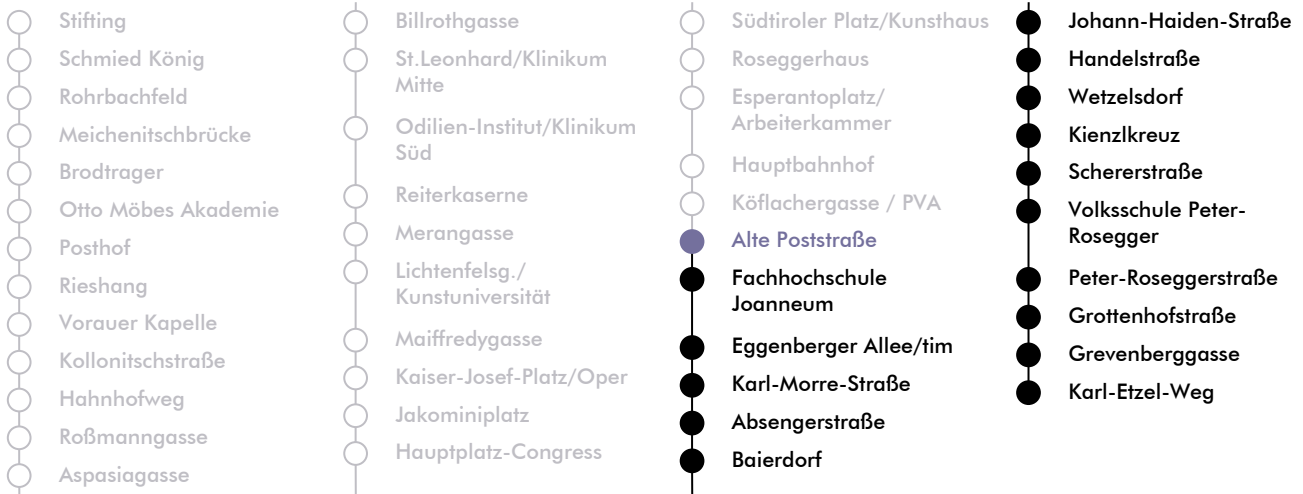 Stifting
Schmied König
Rohrbachfeld
Meichenitschbrücke
Brodtrager
Otto Möbes Akademie
Posthof
Rieshang
Vorauer Kapelle
Kollonitschstraße
Hahnhofweg
Roßmanngasse
Aspasiagasse
Billrothgasse
St.Leonhard/Klinikum
Mitte
Odilien-Institut/Klinikum
Süd
Reiterkaserne
Merangasse
Lichtenfelsg./
Kunstuniversität
Maiffredygasse
Kaiser-Josef-Platz/Oper
Jakominiplatz
Hauptplatz-Congress
Südtiroler Platz/Kunsthaus
Roseggerhaus
Esperantoplatz/
Arbeiterkammer
Hauptbahnhof
Köflachergasse / PVA
Alte Poststraße
Fachhochschule
Joanneum
Eggenberger Allee/tim
Karl-Morre-Straße
Absengerstraße
Baierdorf
Johann-Haiden-Straße
Handelstraße
Wetzelsdorf
Kienzlkreuz
Schererstraße
Volksschule Peter-
Rosegger
Peter-Roseggerstraße
Grottenhofstraße
Grevenberggasse
Karl-Etzel-Weg